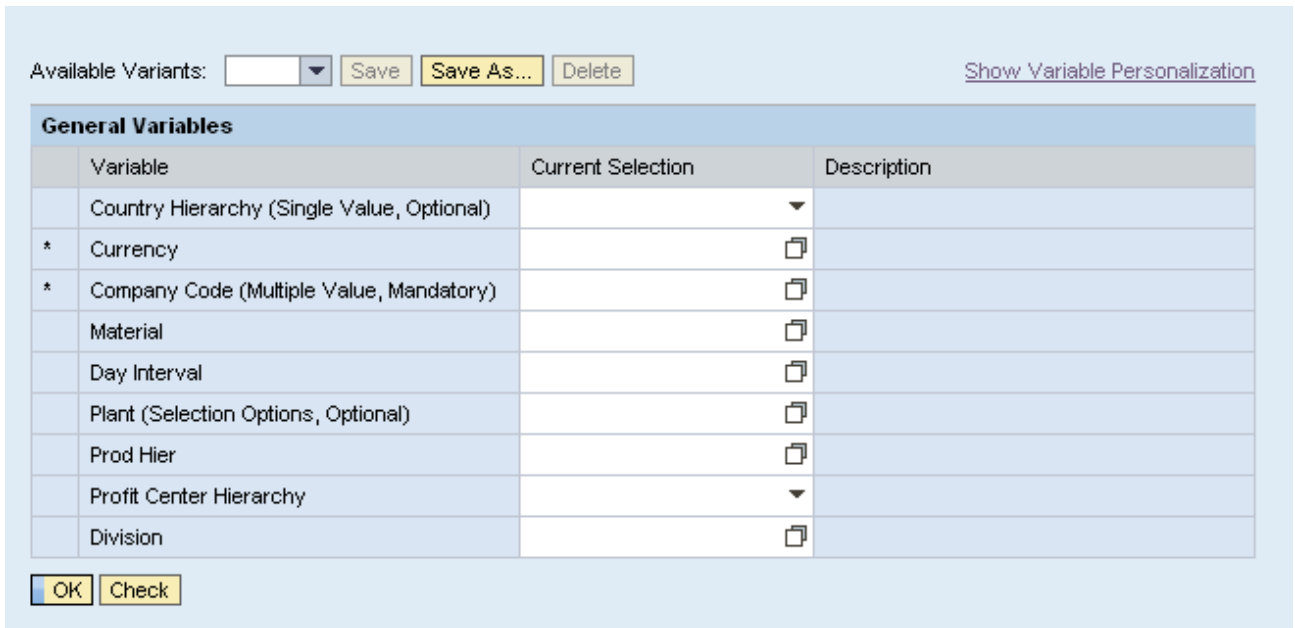 Available Variants: Save Save As... Delete Show Variable Personalization
General Variables
Variable Current Selection Description
Country Hierarchy (Single Value, Optional)
* Currency
* Company Code (Multiple Value, Mandatory)
Material
Day Interval
Plant (Selection Options, Optional)
Prod Hier
Profit Center Hierarchy
Division
OK Check